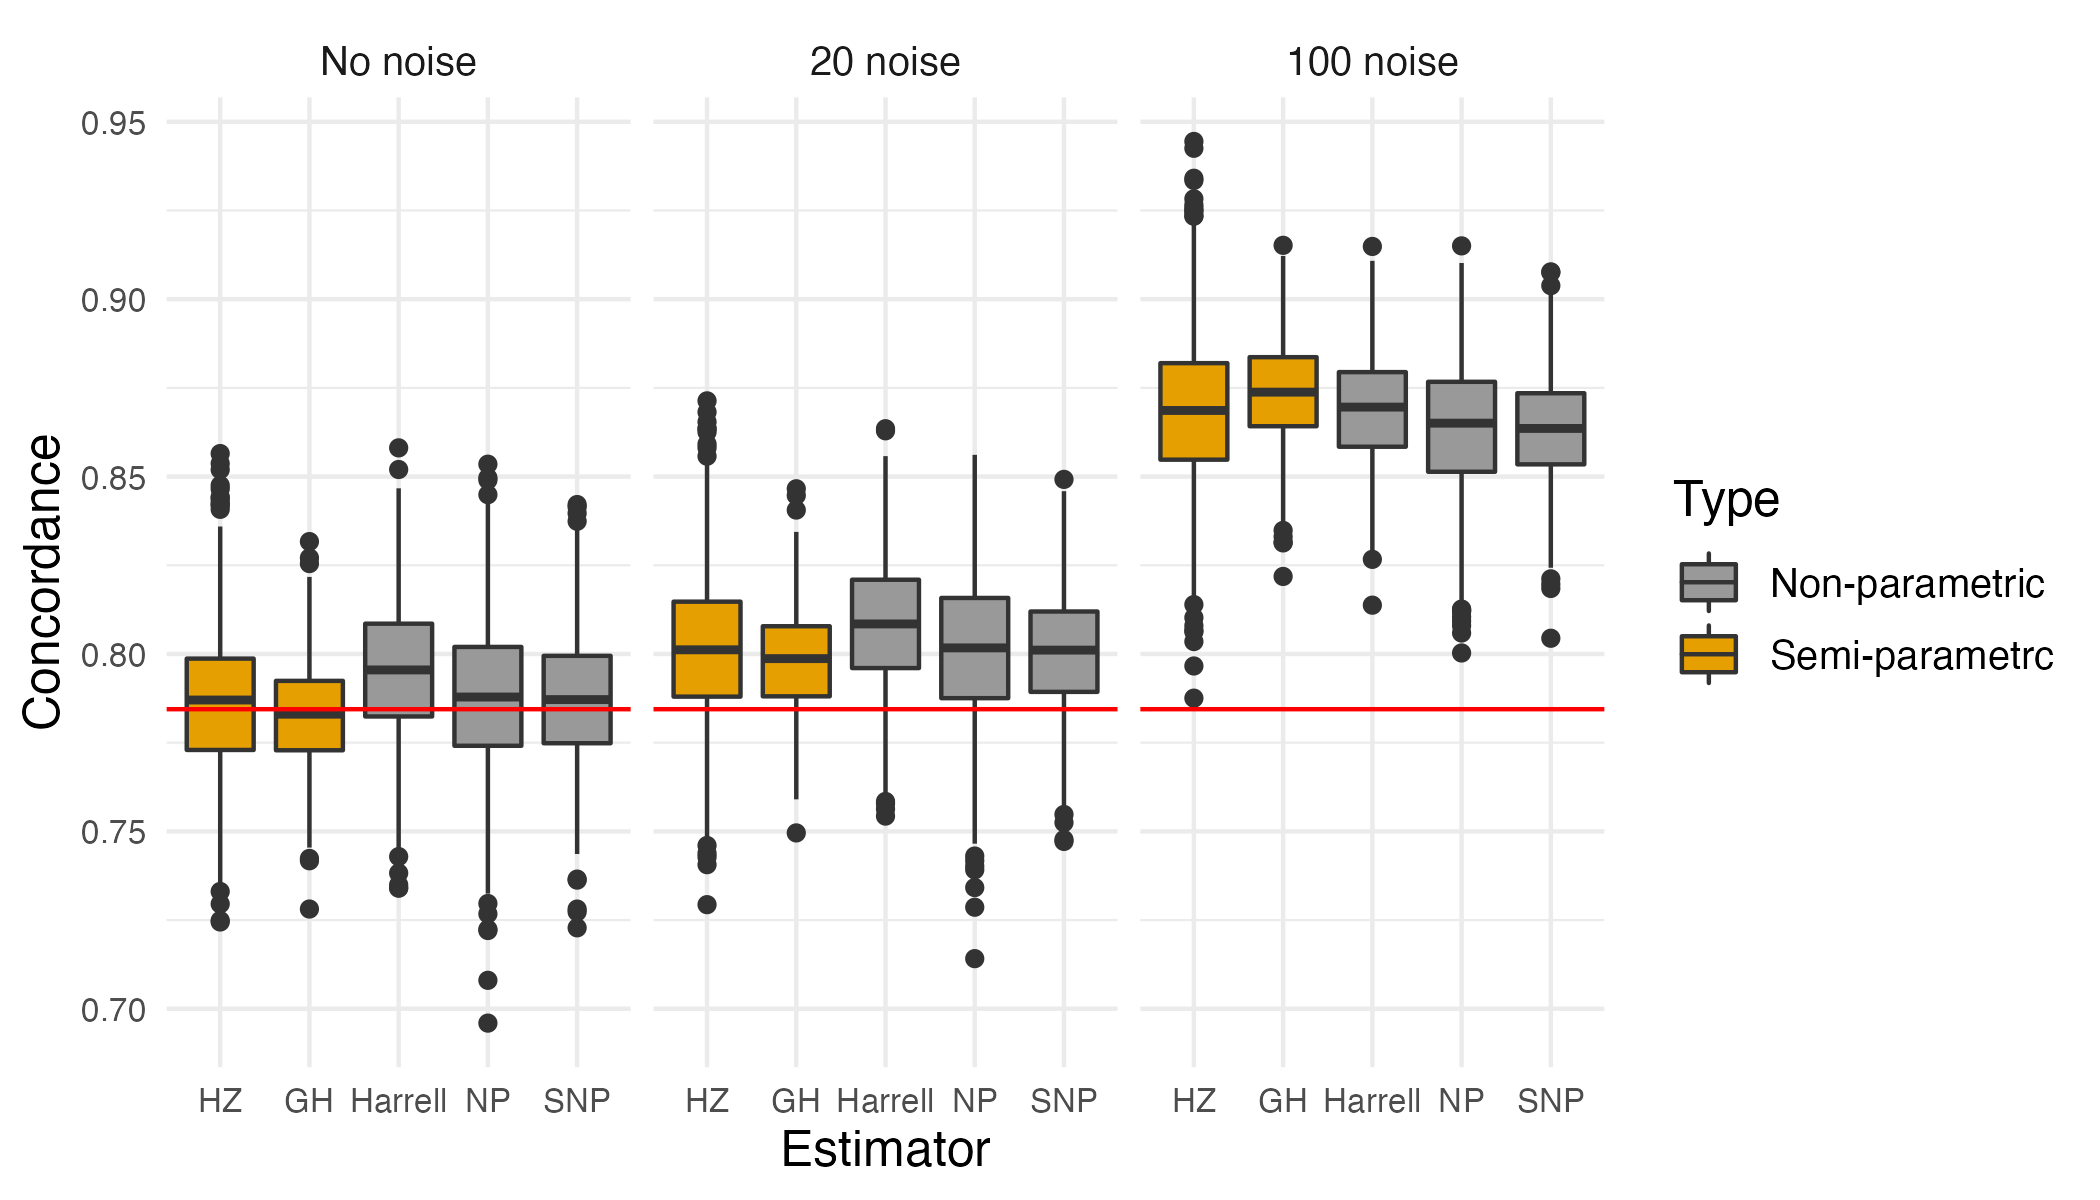 No noise 20 noise 100 noise
0.95
0.90
0.85
0.80
0.75
0.70
Concordance
HZ GH Harrell NP SNP HZ GH Harrell NP SNP HZ GH Harrell NP SNP
Estimator
Type
Non-parametric
Semi-parametrc